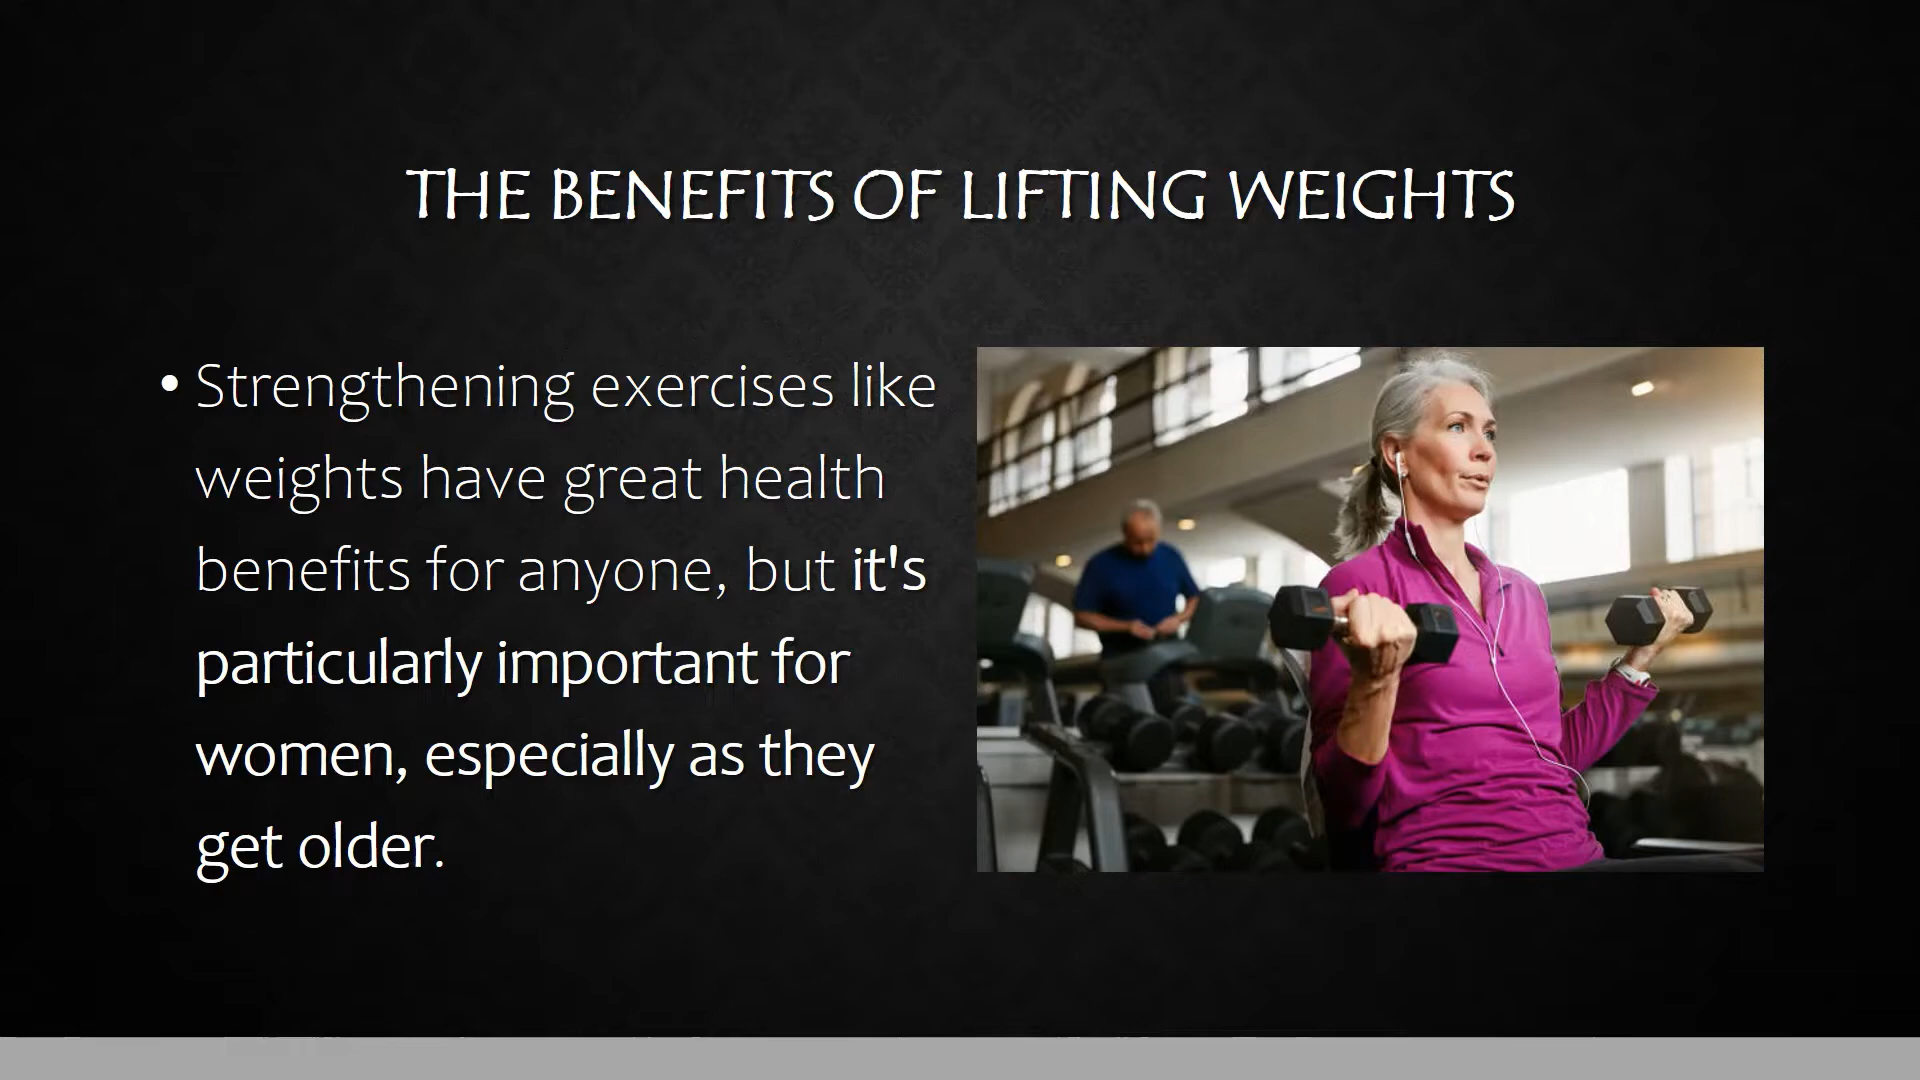 THE BENEFITS OF LIFTING WEIGHTS
• Strengthening exercises like
weights have great health
benefits for anyone, but it's
particularly important for
women, especially as they
get older.